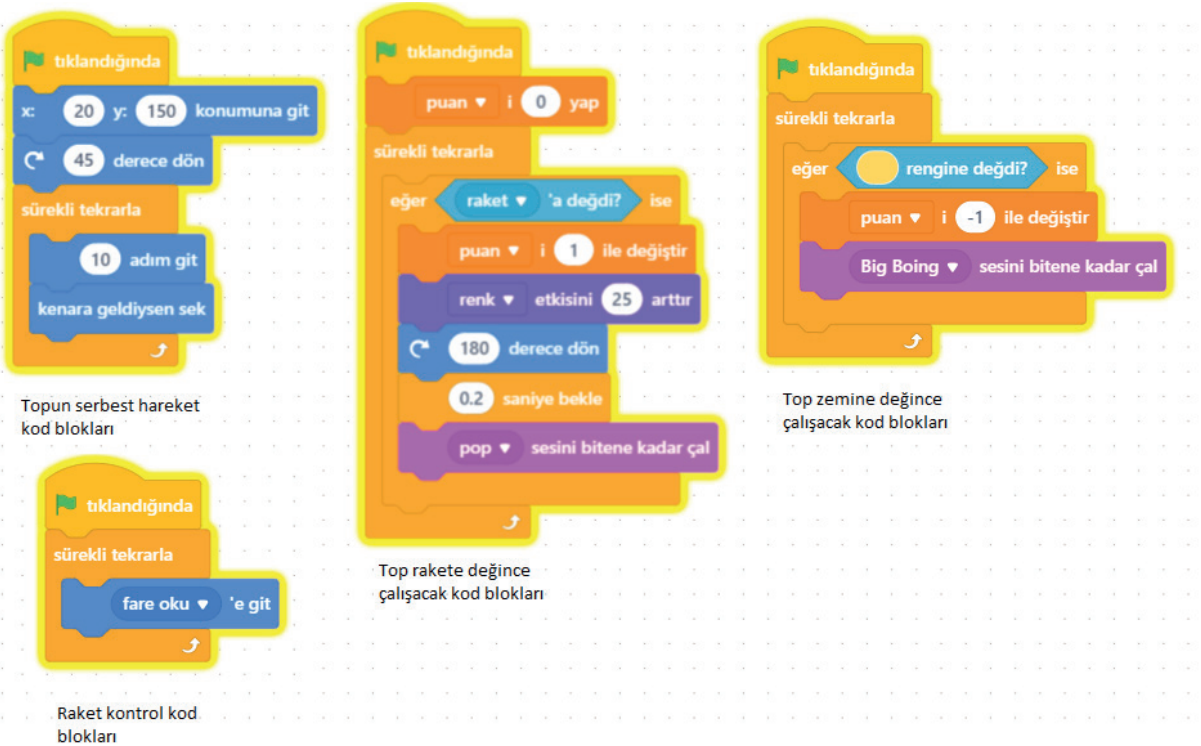 tıklandığında
x: 20 y: 150 konumuna git
45 derece dön
sürekli tekrarla
10 adım git
kenara geldiysen sek
Topun serbest hareket
kod blokları
tıklandığında
sürekli tekrarla
fare oku 'e git
Raket kontrol kod
blokları
tıklandığında
puan i 0 yap
sürekli tekrarla
eğer raket 'a değdi? ise
puan i 1 ile değiştir
renk etkisini 25 arttır
180 derece dön
0.2 saniye bekle
pop sesini bitene kadar çal
Top rakete değince
çalışacak kod blokları
tıklandığında
sürekli tekrarla
eğer rengine değdi? ise
puan i -1 ile değiştir
Big Boing sesini bitene kadar çal
Top zemine değince
çalışacak kod blokları